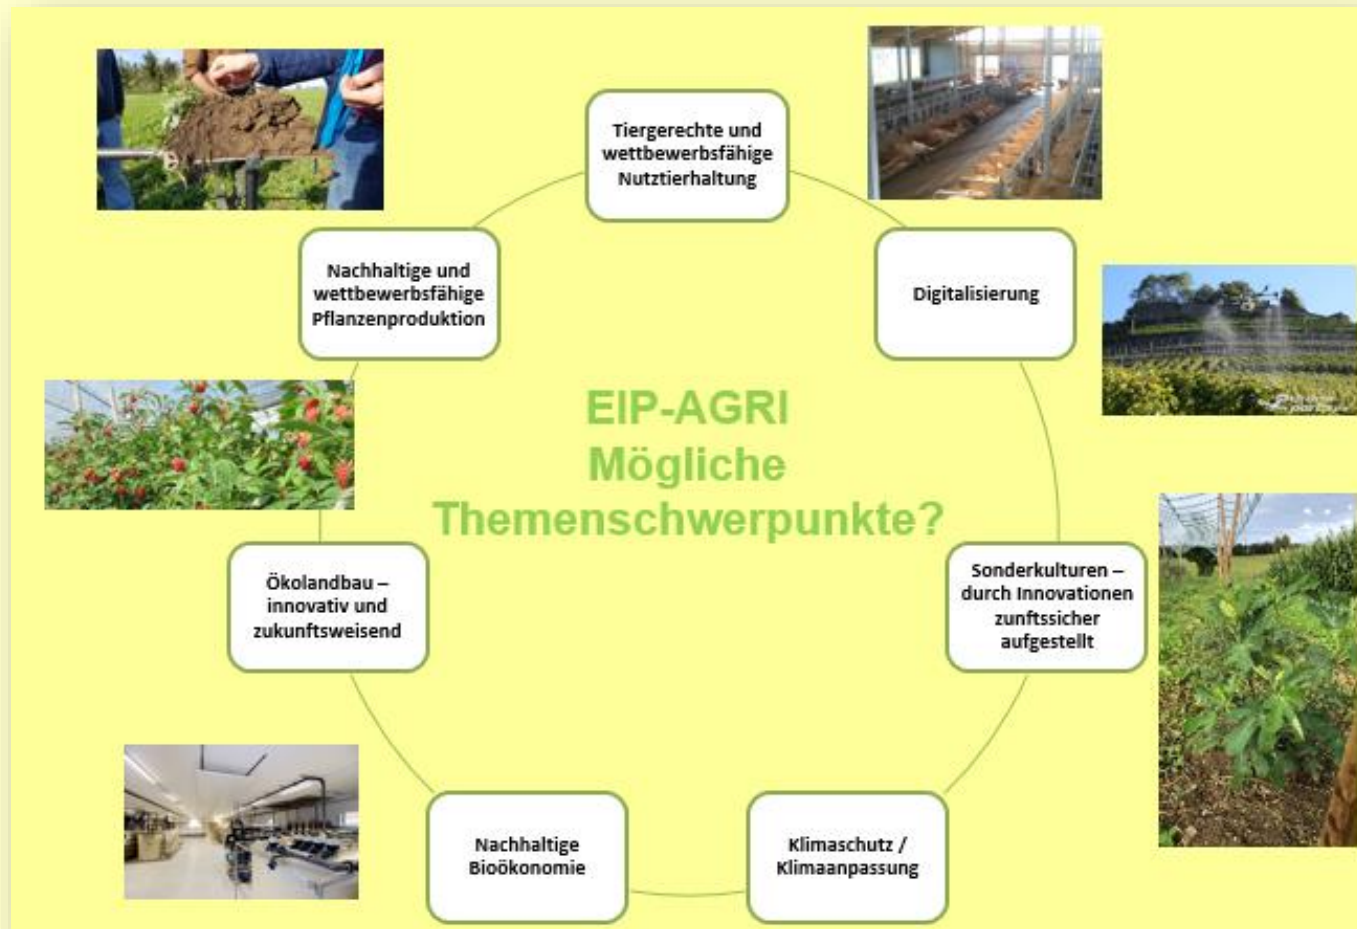 Tiergerechte und
wettbewerbsfähige
Nutztierhaltung
Nachhaltige und
wettbewerbsfähige
Pflanzenproduktion
Digitalisierung
EIP-AGRI
Mögliche
Themenschwerpunkte?
Ökolandbau –
innovativ und
zukunftsweisend
Sonderkulturen –
durch Innovationen
zunftssicher
aufgestellt
Nachhaltige
Bioökonomie
Klimaschutz /
Klimaanpassung